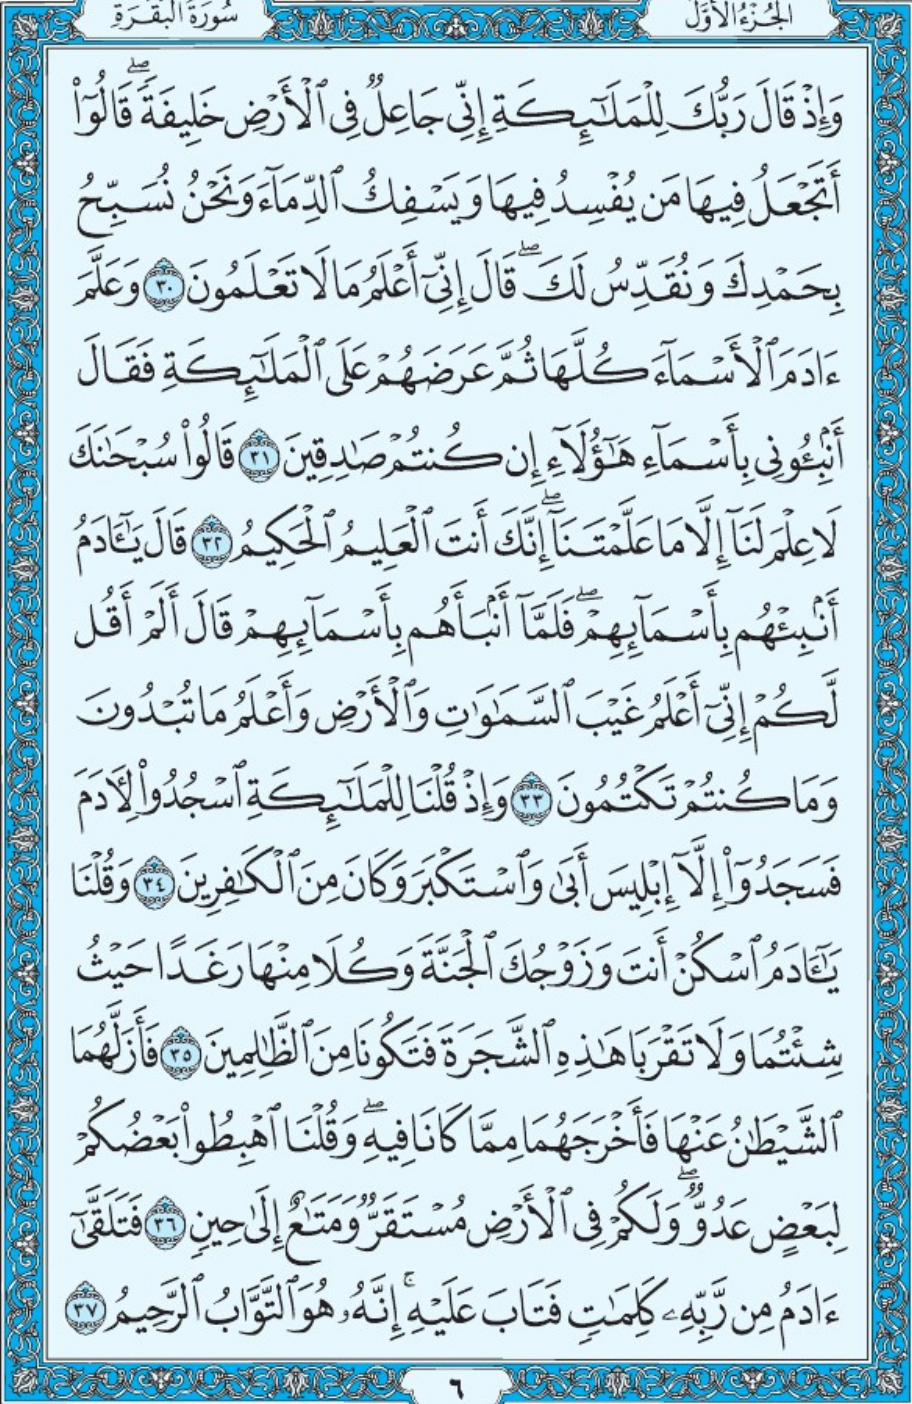 الجُزْءُ الأَوَّلُ سُورَةُ البَقَرَةِ
وَإِذْ قَالَ رَبُّكَ لِلْمَلَٰٓئِكَةِ إِنِّي جَاعِلٌ فِي ٱلْأَرْضِ خَلِيفَةًۖ قَالُوٓا۟
أَتَجْعَلُ فِيهَا مَن يُفْسِدُ فِيهَا وَيَسْفِكُ ٱلدِّمَآءَ وَنَحْنُ نُسَبِّحُ
بِحَمْدِكَ وَنُقَدِّسُ لَكَۖ قَالَ إِنِّيٓ أَعْلَمُ مَا لَا تَعْلَمُونَ ٣٠ وَعَلَّمَ
ءَادَمَ ٱلْأَسْمَآءَ كُلَّهَا ثُمَّ عَرَضَهُمْ عَلَى ٱلْمَلَٰٓئِكَةِ فَقَالَ
أَنۢبِـُٔونِي بِأَسْمَآءِ هَٰٓؤُلَآءِ إِن كُنتُمْ صَٰدِقِينَ ٣١ قَالُوا۟ سُبْحَٰنَكَ
لَا عِلْمَ لَنَآ إِلَّا مَا عَلَّمْتَنَآۖ إِنَّكَ أَنتَ ٱلْعَلِيمُ ٱلْحَكِيمُ ٣٢ قَالَ يَٰٓـَٔادَمُ
أَنۢبِئْهُم بِأَسْمَآئِهِمْۖ فَلَمَّآ أَنۢبَأَهُم بِأَسْمَآئِهِمْ قَالَ أَلَمْ أَقُل
لَّكُمْ إِنِّيٓ أَعْلَمُ غَيْبَ ٱلسَّمَٰوَٰتِ وَٱلْأَرْضِ وَأَعْلَمُ مَا تُبْدُونَ
وَمَا كُنتُمْ تَكْتُمُونَ ٣٣ وَإِذْ قُلْنَا لِلْمَلَٰٓئِكَةِ ٱسْجُدُوا۟ لِءَادَمَ
فَسَجَدُوٓا۟ إِلَّآ إِبْلِيسَ أَبَىٰ وَٱسْتَكْبَرَ وَكَانَ مِنَ ٱلْكَٰفِرِينَ ٣٤ وَقُلْنَا
يَٰٓـَٔادَمُ ٱسْكُنْ أَنتَ وَزَوْجُكَ ٱلْجَنَّةَ وَكُلَا مِنْهَا رَغَدًا حَيْثُ
شِئْتُمَا وَلَا تَقْرَبَا هَٰذِهِ ٱلشَّجَرَةَ فَتَكُونَا مِنَ ٱلظَّٰلِمِينَ ٣٥ فَأَزَلَّهُمَا
ٱلشَّيْطَٰنُ عَنْهَا فَأَخْرَجَهُمَا مِمَّا كَانَا فِيهِۖ وَقُلْنَا ٱهْبِطُوا۟ بَعْضُكُمْ
لِبَعْضٍ عَدُوٌّۖ وَلَكُمْ فِي ٱلْأَرْضِ مُسْتَقَرٌّ وَمَتَٰعٌ إِلَىٰ حِينٍ ٣٦ فَتَلَقَّىٰٓ
ءَادَمُ مِن رَّبِّهِۦ كَلِمَٰتٍ فَتَابَ عَلَيْهِۚ إِنَّهُۥ هُوَ ٱلتَّوَّابُ ٱلرَّحِيمُ ٣٧
٦